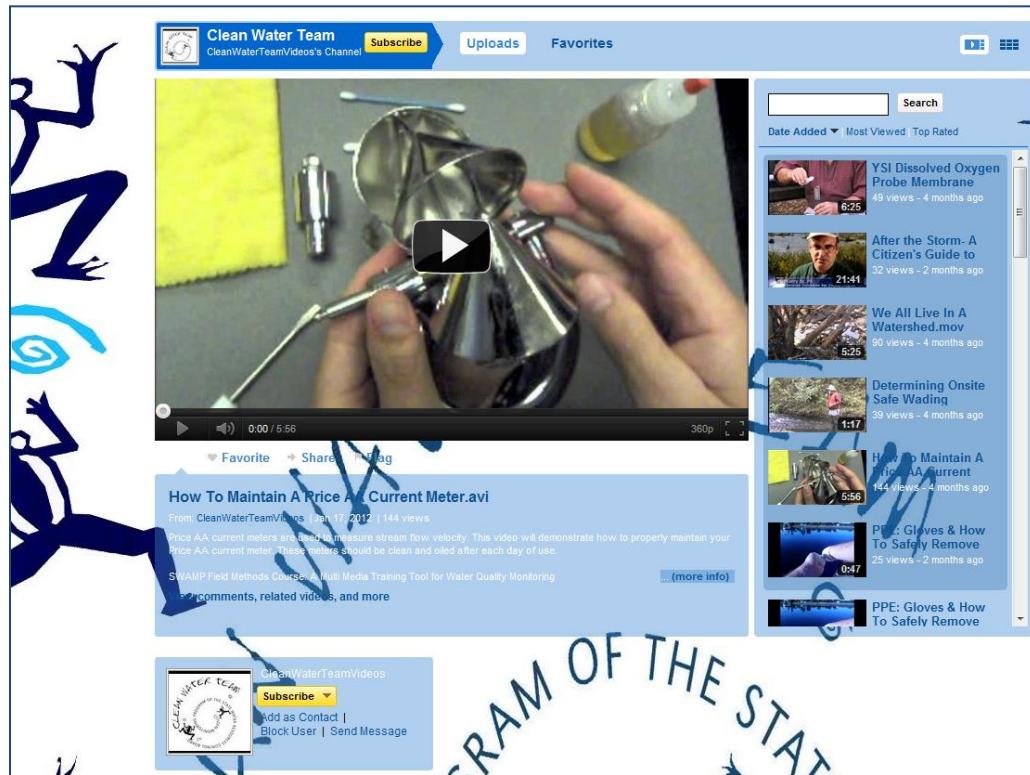 Clean Water Team
CleanWaterTeamVideos's Channel
Subscribe
Uploads
Favorites
Search
Date Added | Most Viewed | Top Rated
YSI Dissolved Oxygen
Probe Membrane
49 views - 4 months ago
6:25
After the Storm- A
Citizen's Guide to
32 views - 2 months ago
21:41
We All Live In A
Watershed.mov
90 views - 4 months ago
5:25
Determining Onsite
Safe Wading
39 views - 4 months ago
1:17
How To Maintain A
Price AA Current
144 views - 4 months ago
5:56
PPE: Gloves & How
To Safely Remove
25 views - 2 months ago
0:47
PPE: Gloves & How
To Safely Remove
0:00 / 5:56
360p
Favorite
Share
Flag
How To Maintain A Price AA Current Meter.avi
From: CleanWaterTeamVideos | Jan 17, 2012 | 144 views
Price AA current meters are used to measure stream flow velocity. This video will demonstrate how to properly maintain your
Price AA current meter. These meters should be clean and oiled after each day of use.
SWAMP Field Methods Course: A Multi Media Training Tool for Water Quality Monitoring
... (more info)
View comments, related videos, and more
CleanWaterTeamVideos
Subscribe
Add as Contact |
Block User | Send Message
CLEAN WATER TEAM
GRAM OF THE STAT